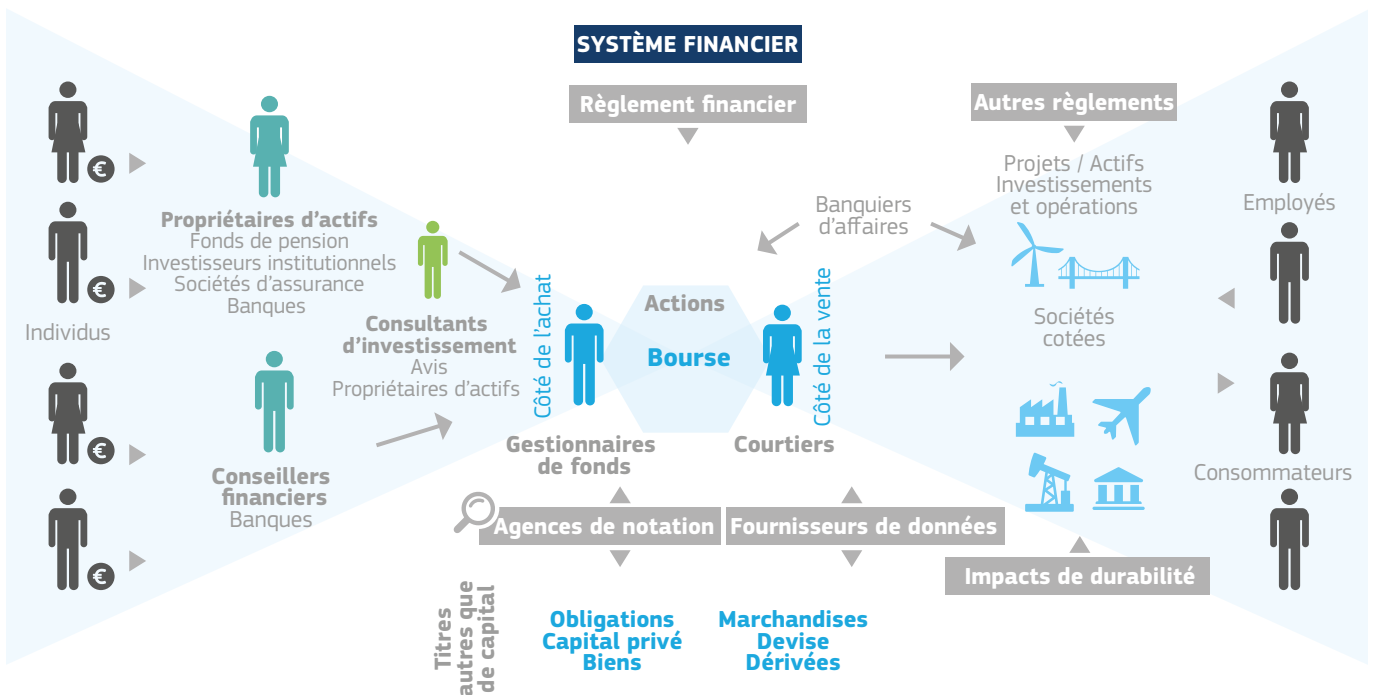 SYSTÈME FINANCIER
Règlement financier
Autres règlements
€
€
Individus
€
€
Propriétaires d'actifs
Fonds de pension
Investisseurs institutionnels
Sociétés d'assurance
Banques
Conseillers
financiers
Banques
Consultants
d'investissement
Avis
Propriétaires d'actifs
Côté de l'achat
Actions
Bourse
Côté de la vente
Gestionnaires
de fonds
Courtiers
Banquiers
d'affaires
Projets / Actifs
Investissements
et opérations
Sociétés
cotées
Employés
Consommateurs
Agences de notation
Fournisseurs de données
Impacts de durabilité
Titres
autres que
de capital
Obligations
Capital privé
Biens
Marchandises
Devise
Dérivées